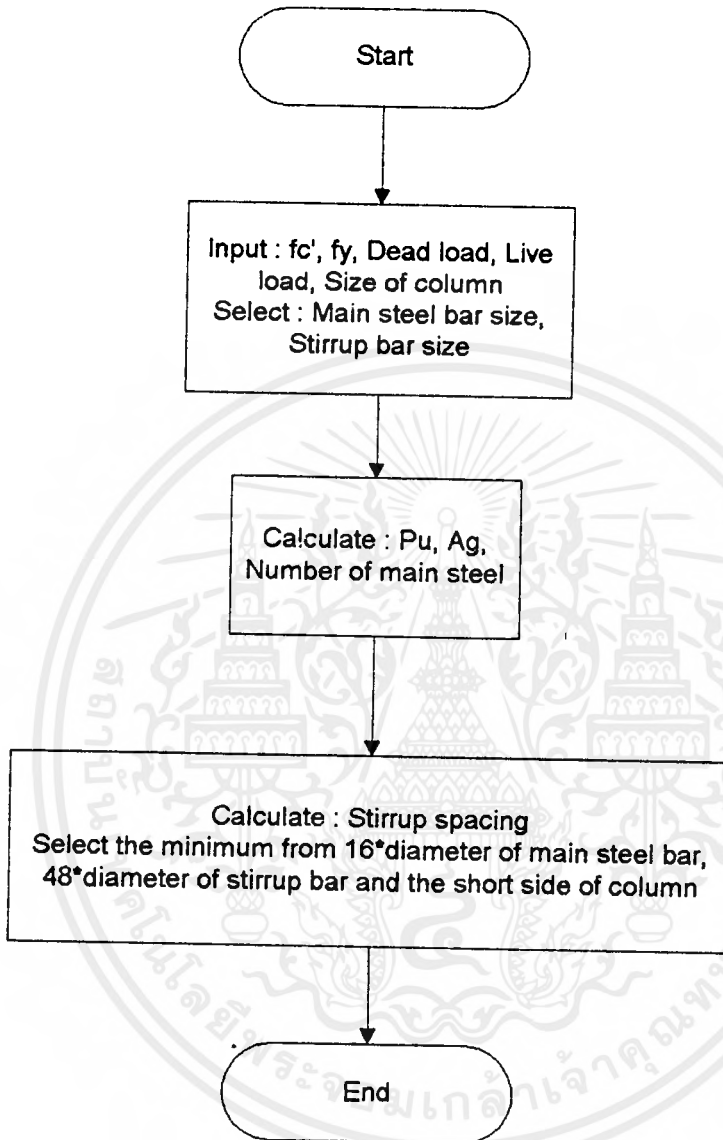 Start
Input : fc', fy, Dead load, Live
load, Size of column
Select : Main steel bar size,
Stirrup bar size
Calculate : Pu, Ag,
Number of main steel
Calculate : Stirrup spacing
Select the minimum from 16*diameter of main steel bar,
48*diameter of stirrup bar and the short side of column
End